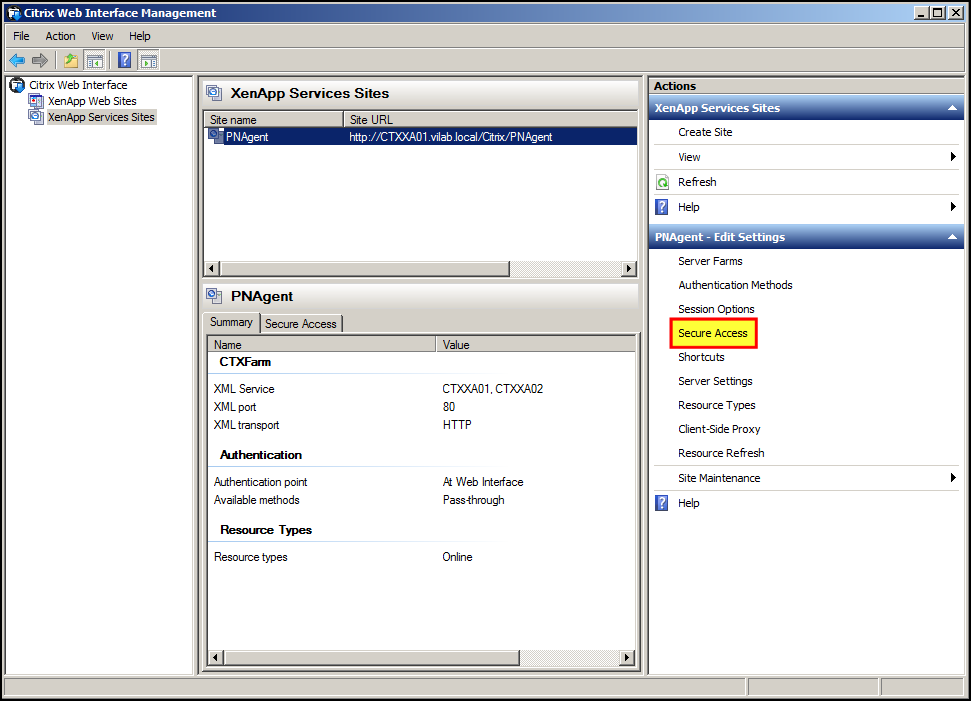 Citrix Web Interface Management
File Action View Help
Citrix Web Interface
XenApp Web Sites
XenApp Services Sites
XenApp Services Sites
Site name Site URL
PNAgent http://CTXXA01.vilab.local/Citrix/PNAgent
PNAgent
Summary Secure Access
Name Value
CTXFarm
XML Service CTXXA01, CTXXA02
XML port 80
XML transport HTTP
Authentication
Authentication point At Web Interface
Available methods Pass-through
Resource Types
Resource types Online
Actions
XenApp Services Sites
Create Site
View
Refresh
Help
PNAgent - Edit Settings
Server Farms
Authentication Methods
Session Options
Secure Access
Shortcuts
Server Settings
Resource Types
Client-Side Proxy
Resource Refresh
Site Maintenance
Help